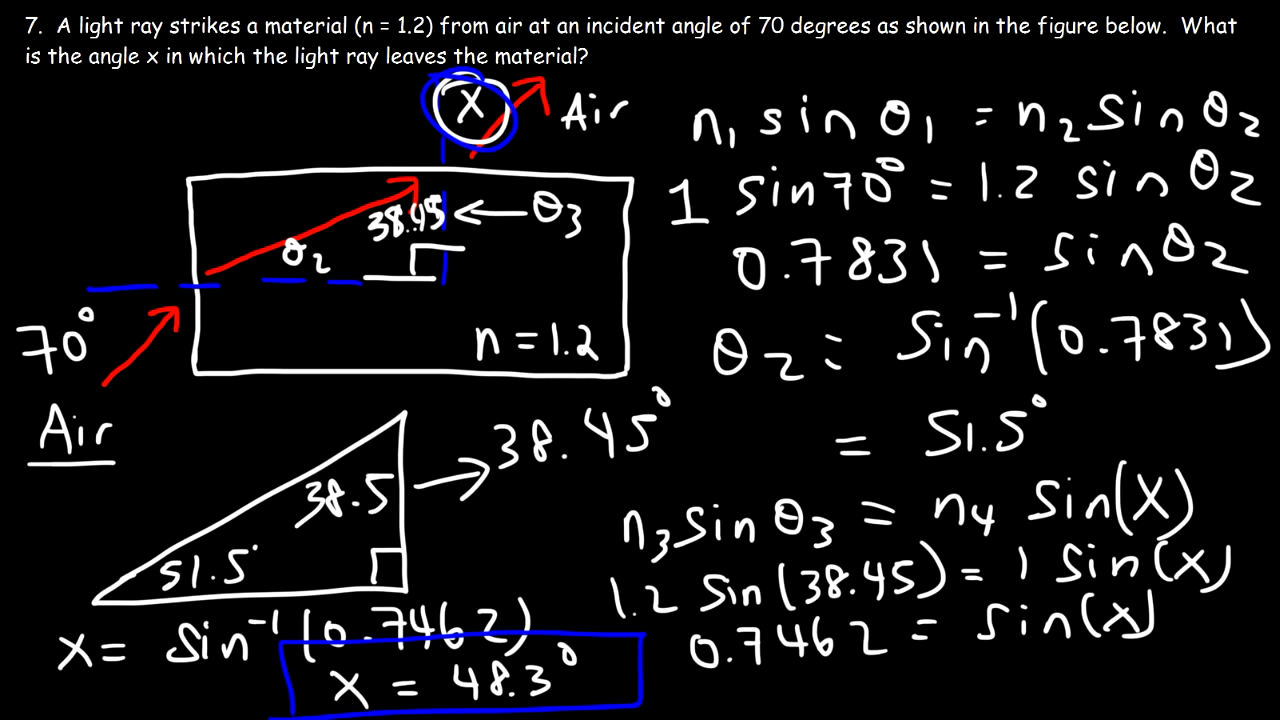 7. A light ray strikes a material (n = 1.2) from air at an incident angle of 70 degrees as shown in the figure below. What
is the angle x in which the light ray leaves the material?
X
Air
38.45 ← θ3
θ2
n = 1.2
70°
Air
n1 sin θ1 = n2 sin θ2
1 sin70° = 1.2 sin θ2
0.7831 = sin θ2
θ2 = sin⁻¹(0.7831)
= 51.5°
38.5 → 38.45°
51.5°
n3 sin θ3 = n4 sin(x)
1.2 sin(38.45) = 1 sin(x)
0.7462 = sin(x)
x = sin⁻¹(0.7462)
x = 48.3°